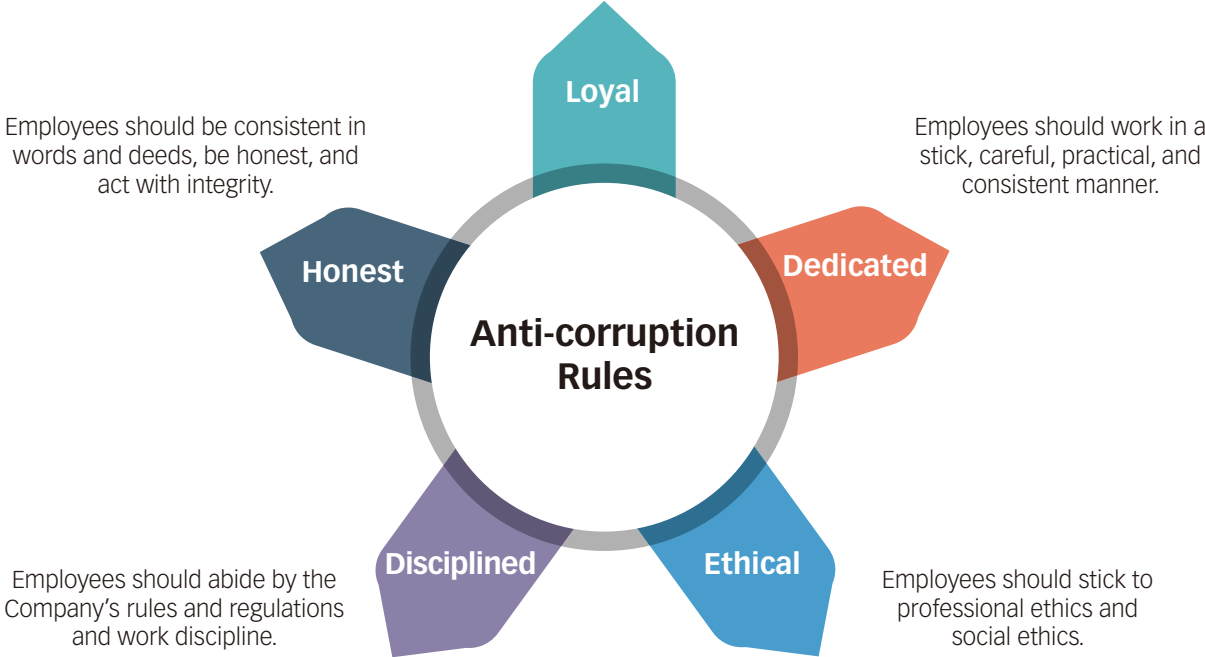 Loyal
Employees should be consistent in
words and deeds, be honest, and
act with integrity.
Employees should work in a
stick, careful, practical, and
consistent manner.
Honest
Dedicated
Anti-corruption
Rules
Disciplined
Ethical
Employees should abide by the
Company’s rules and regulations
and work discipline.
Employees should stick to
professional ethics and
social ethics.